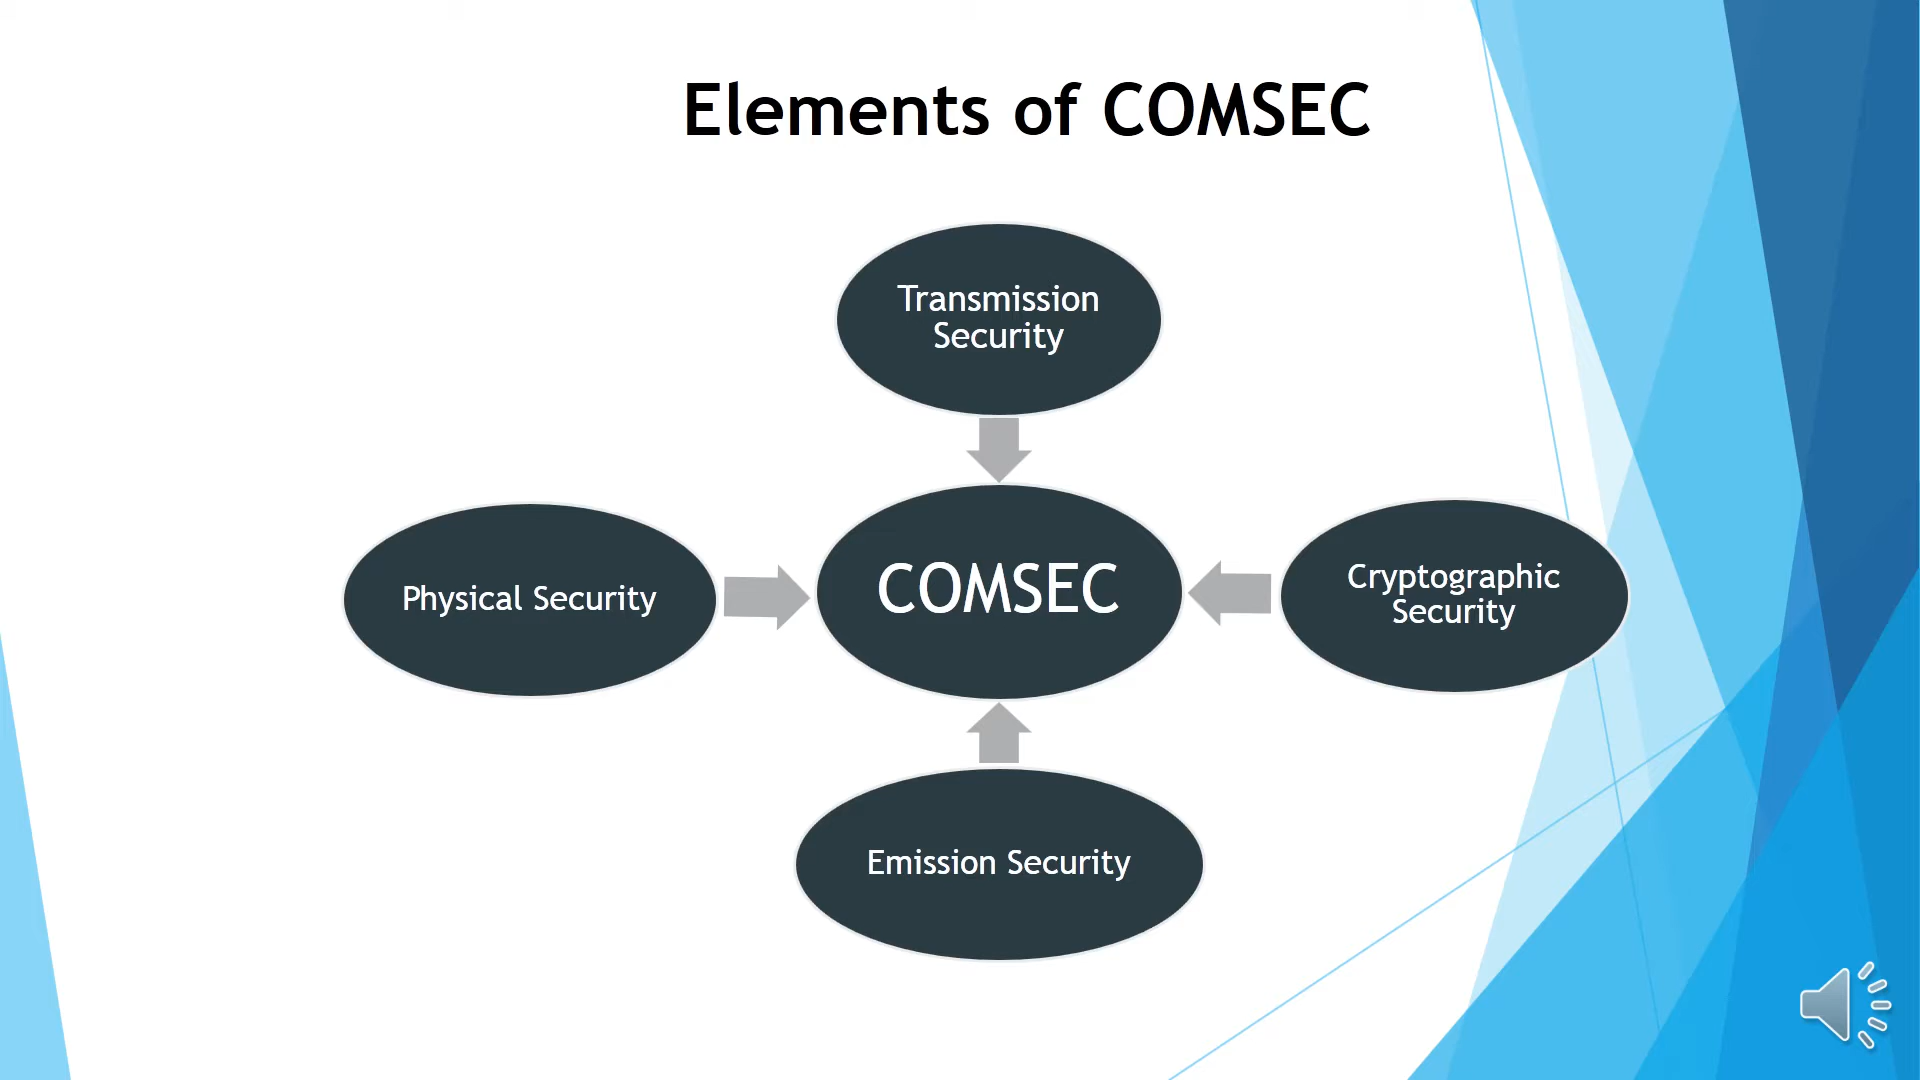 Elements of COMSEC
Transmission
Security
Physical Security
COMSEC
Cryptographic
Security
Emission Security